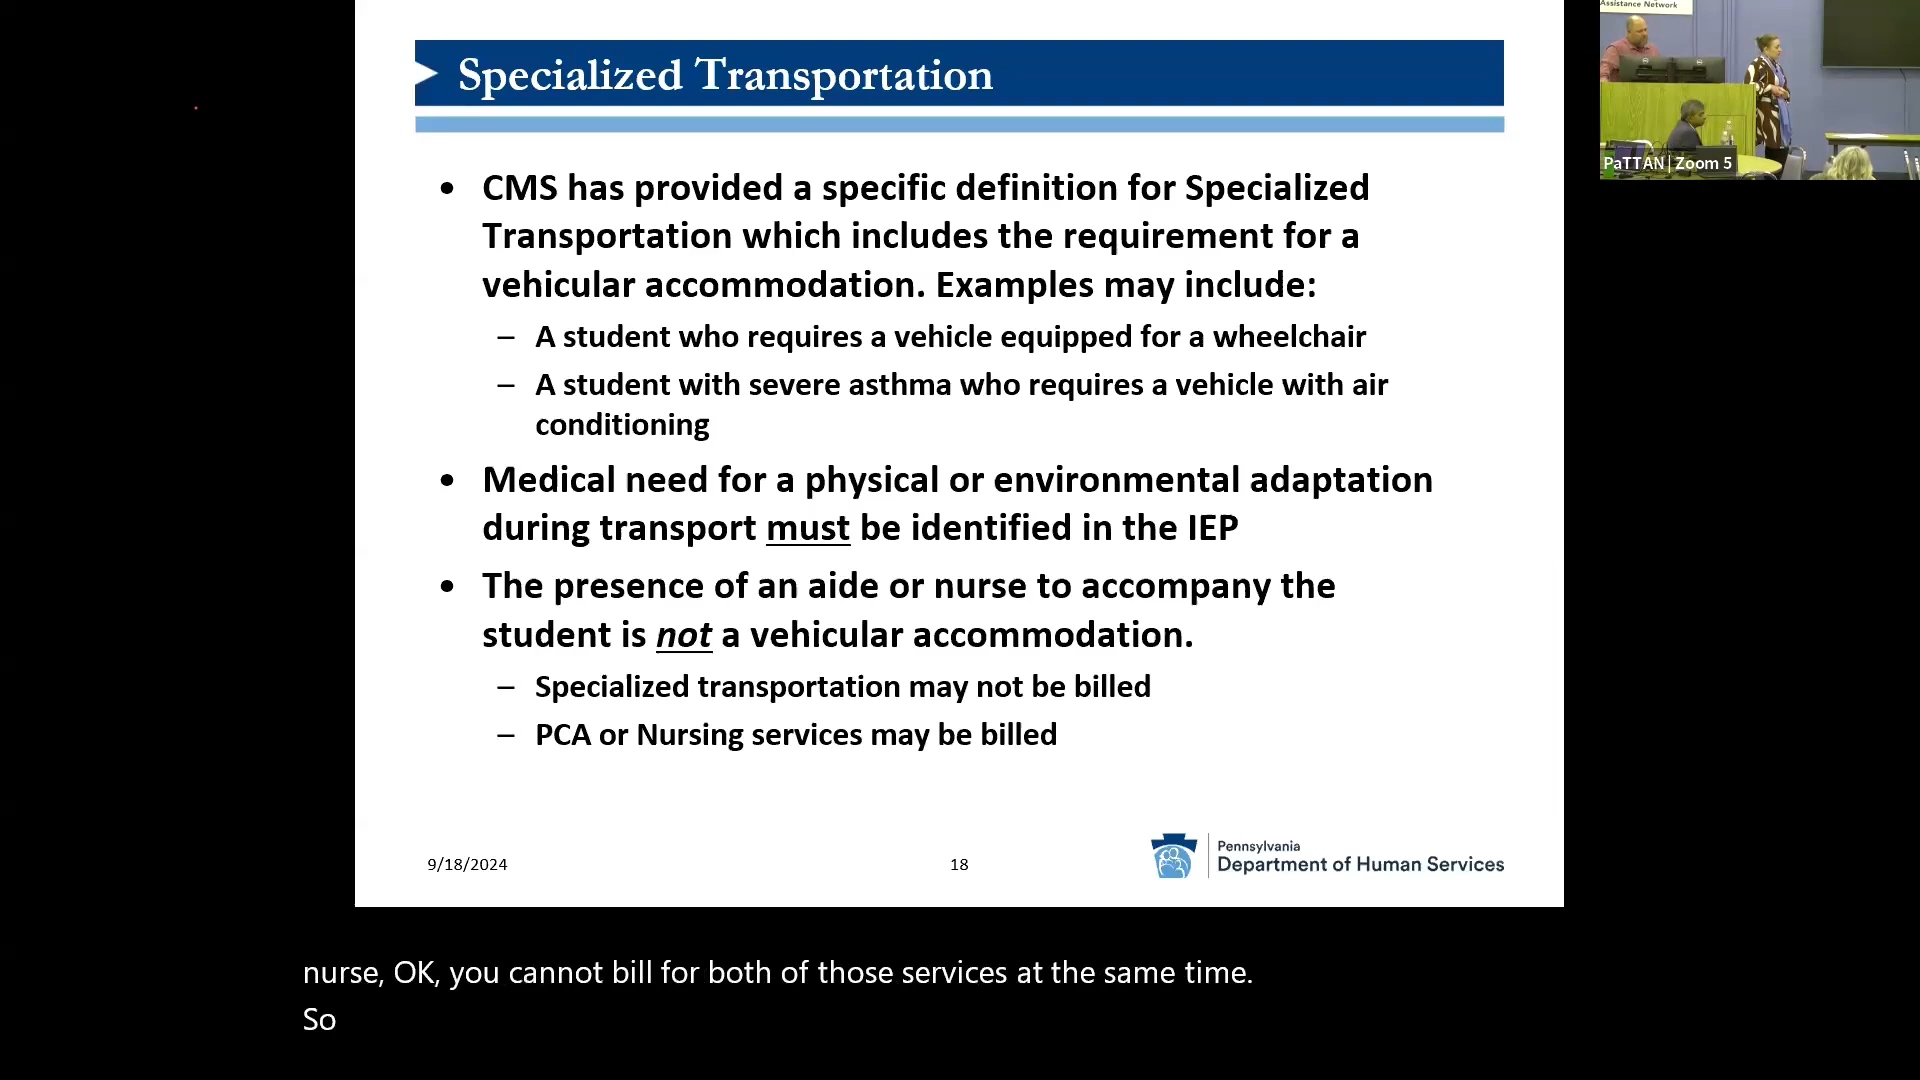 Assistance Network
Specialized Transportation
• CMS has provided a specific definition for Specialized
Transportation which includes the requirement for a
vehicular accommodation. Examples may include:
– A student who requires a vehicle equipped for a wheelchair
– A student with severe asthma who requires a vehicle with air
conditioning
• Medical need for a physical or environmental adaptation
during transport must be identified in the IEP
• The presence of an aide or nurse to accompany the
student is not a vehicular accommodation.
– Specialized transportation may not be billed
– PCA or Nursing services may be billed
PaTTAN|Zoom 5
9/18/2024
18
Pennsylvania
Department of Human Services
nurse, OK, you cannot bill for both of those services at the same time.
So